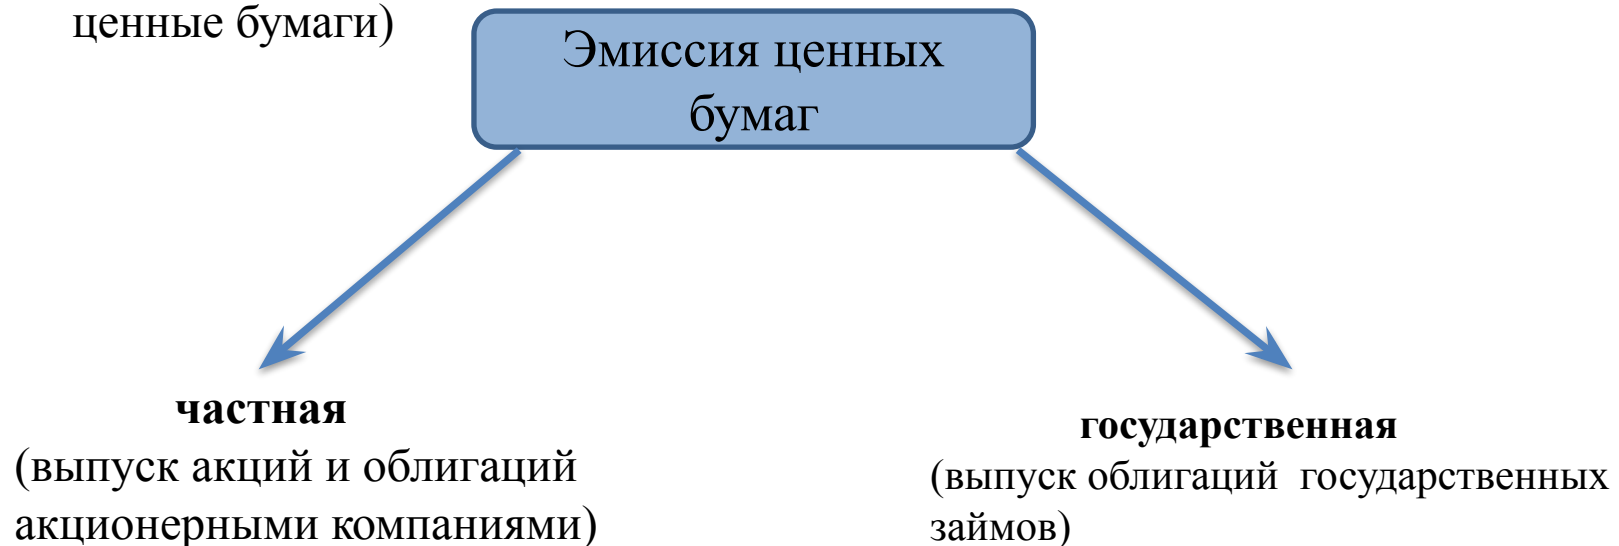 ценные бумаги)
Эмиссия ценных
бумаг
частная
(выпуск акций и облигаций
акционерными компаниями)
государственная
(выпуск облигаций государственных
займов)